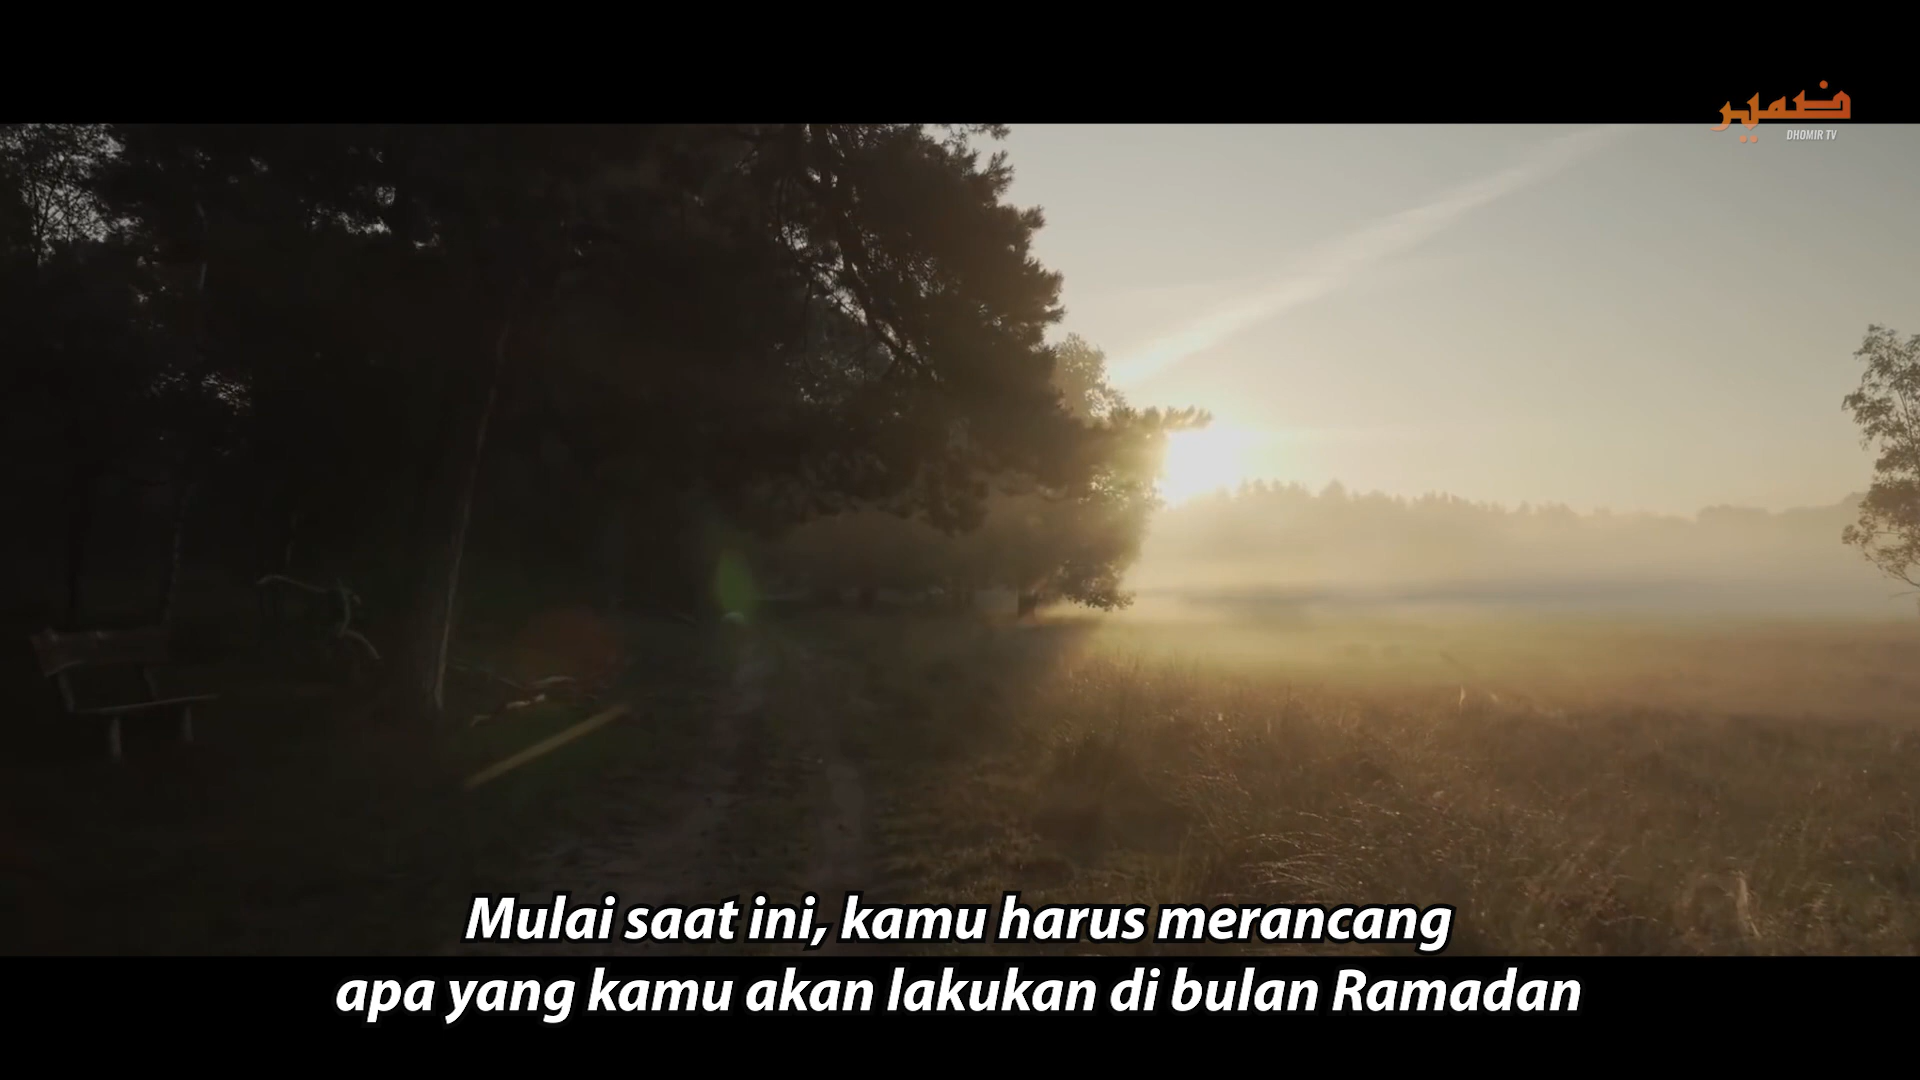 ضمير
DHOMIR TV
Mulai saat ini, kamu harus merancang
apa yang kamu akan lakukan di bulan Ramadan